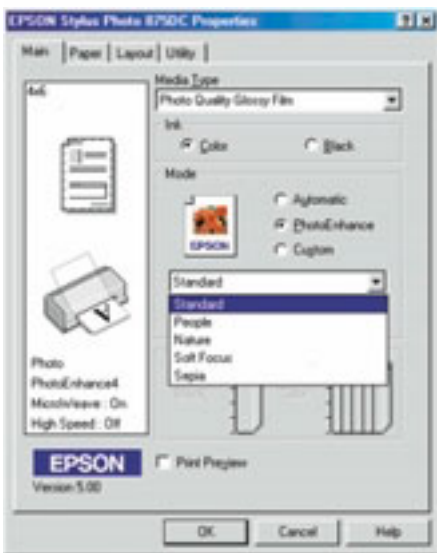 EPSON Stylus Photo 875DC Properties
Main Paper Layout Utility
4x6
Media Type
Photo Quality Glossy Film
Ink
Color Black
Mode
Automatic
PhotoEnhance
Custom
EPSON
Standard
Standard
People
Nature
Soft Focus
Sepia
Photo
PhotoEnhance4
MicroWeave : On
High Speed : Off
EPSON
Print Preview
Version 5.00
OK Cancel Help